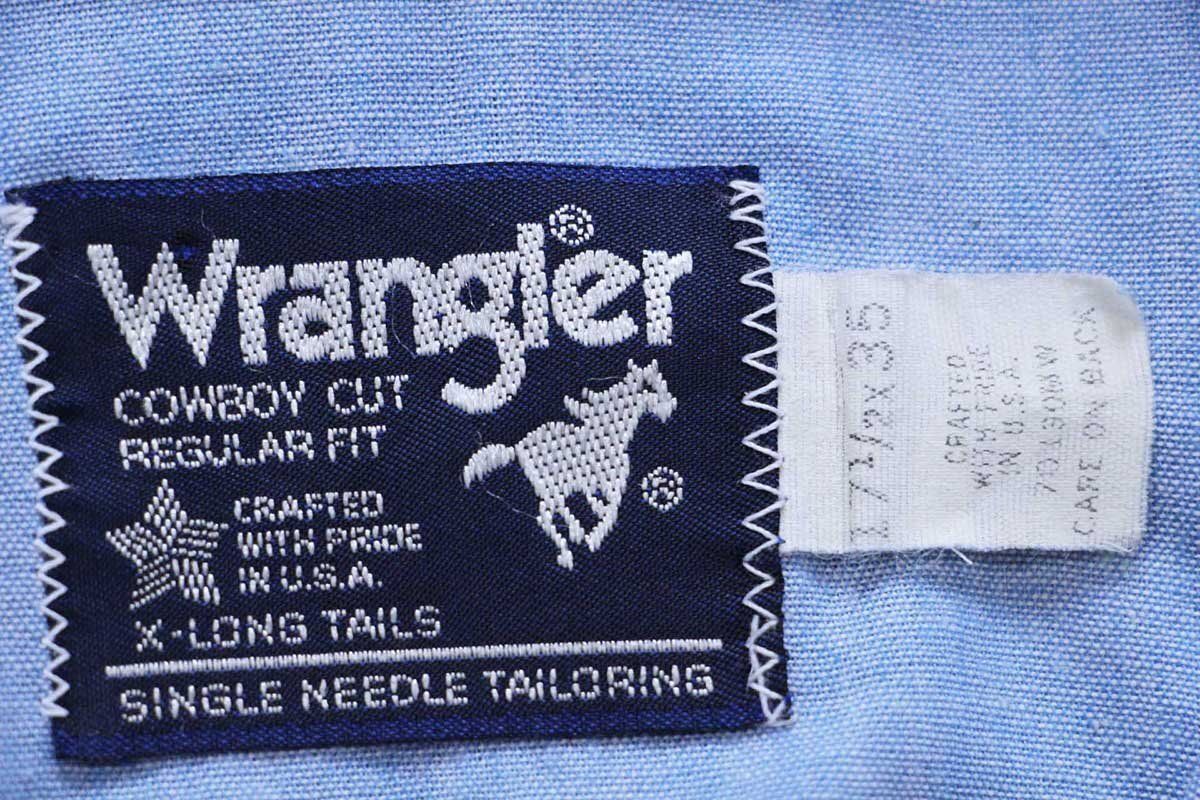 Wrangler®
COWBOY CUT
REGULAR FIT
CRAFTED
WITH PRIDE
IN U.S.A.
X-LONG TAILS
SINGLE NEEDLE TAILORING
®
17 1/2 X 35
CRAFTED
WITH PRIDE
IN U.S.A.
70130MW
CARE ON BACK